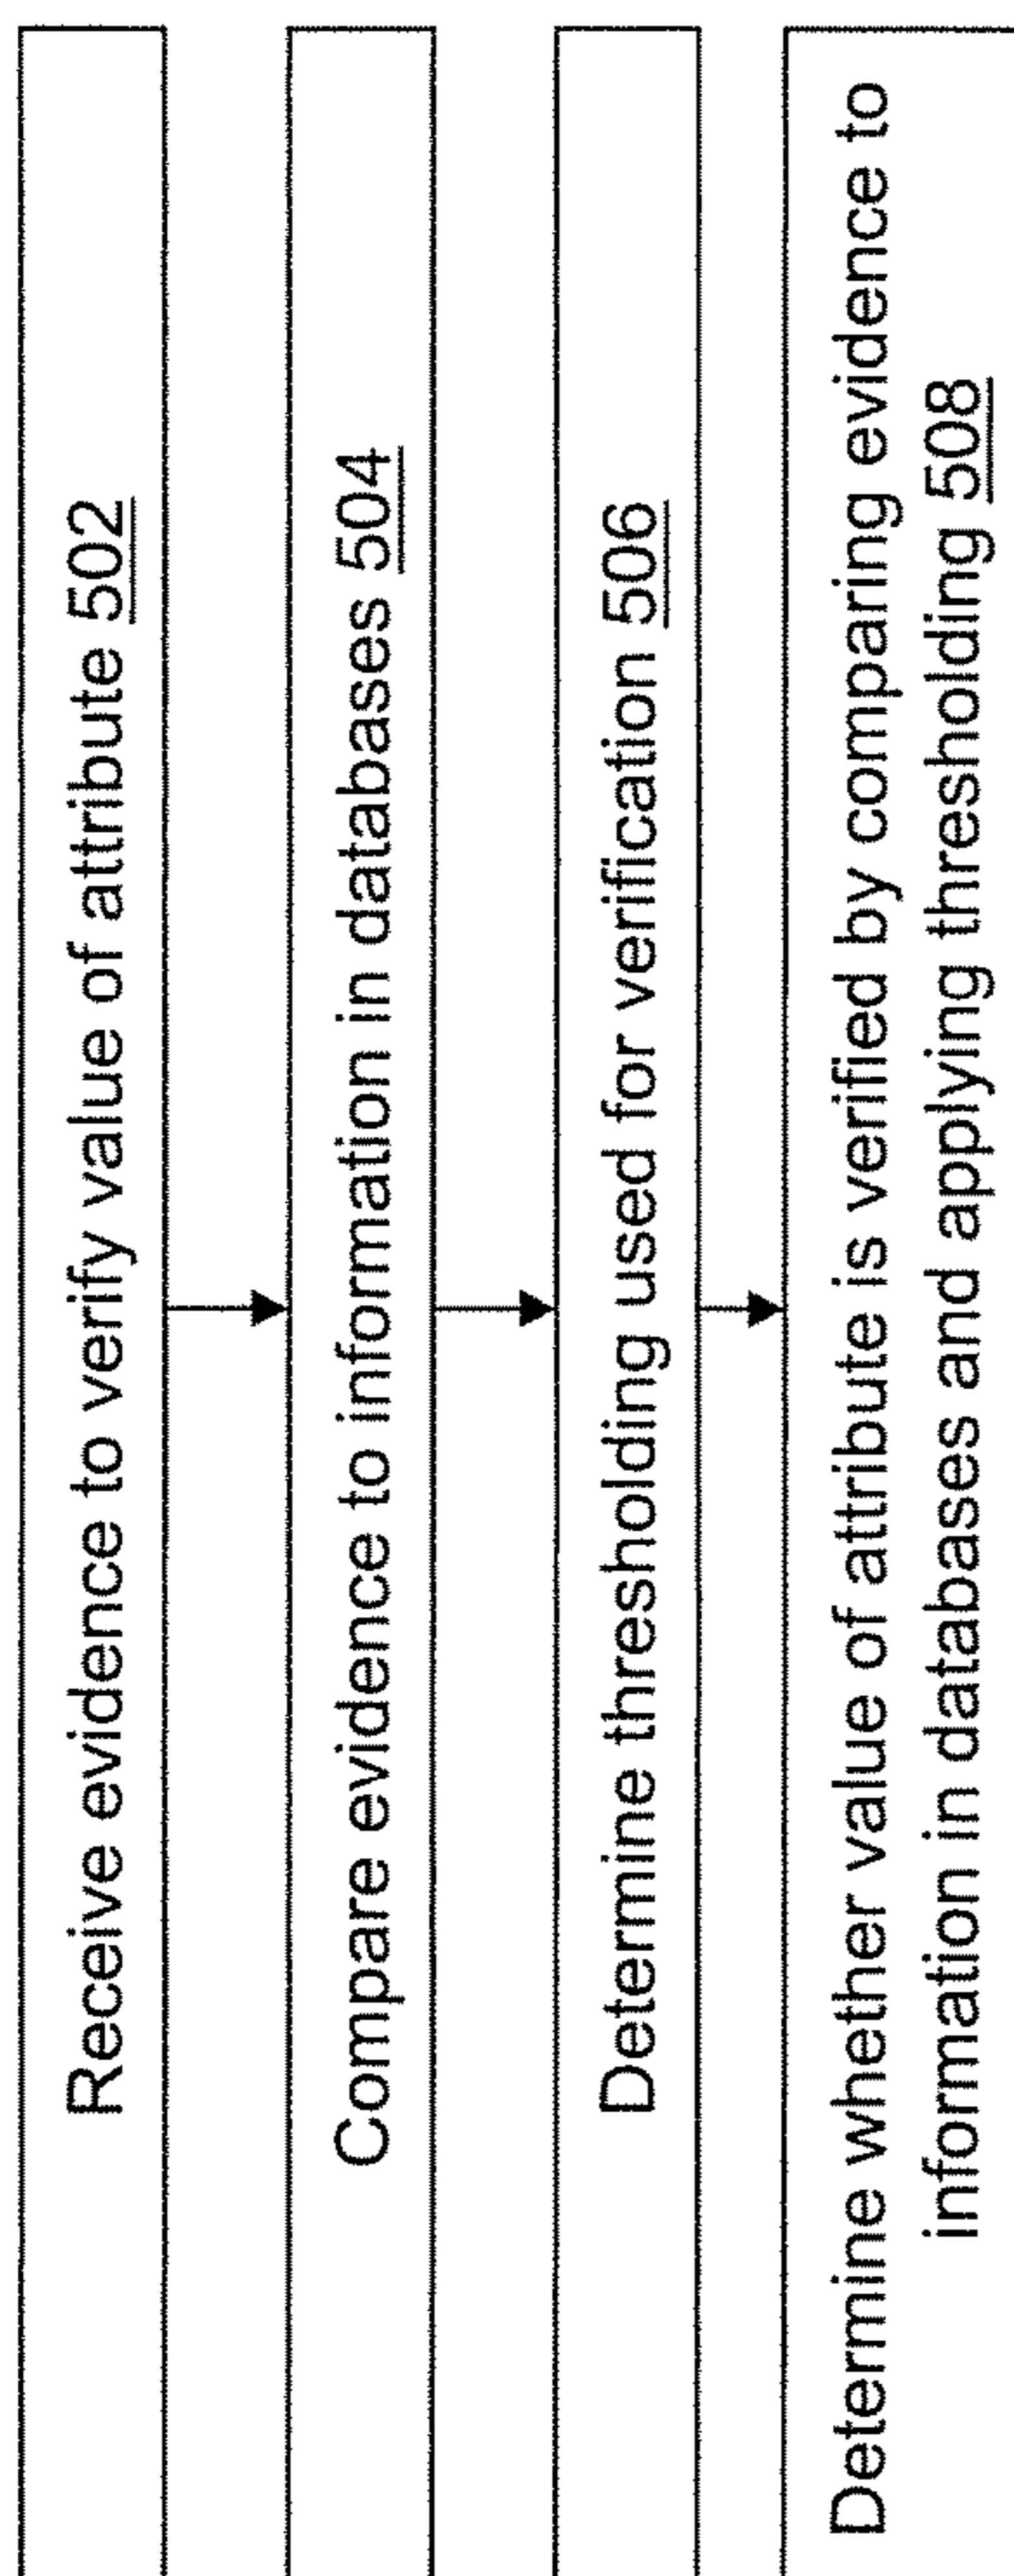 Receive evidence to verify value of attribute 502
Compare evidence to information in databases 504
Determine thresholding used for verification 506
Determine whether value of attribute is verified by comparing evidence to
information in databases and applying thresholding 508